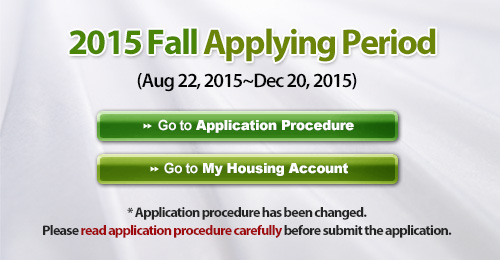 2015 Fall Applying Period
(Aug 22, 2015~Dec 20, 2015)
Go to Application Procedure
Go to My Housing Account
* Application procedure has been changed.
Please read application procedure carefully before submit the application.